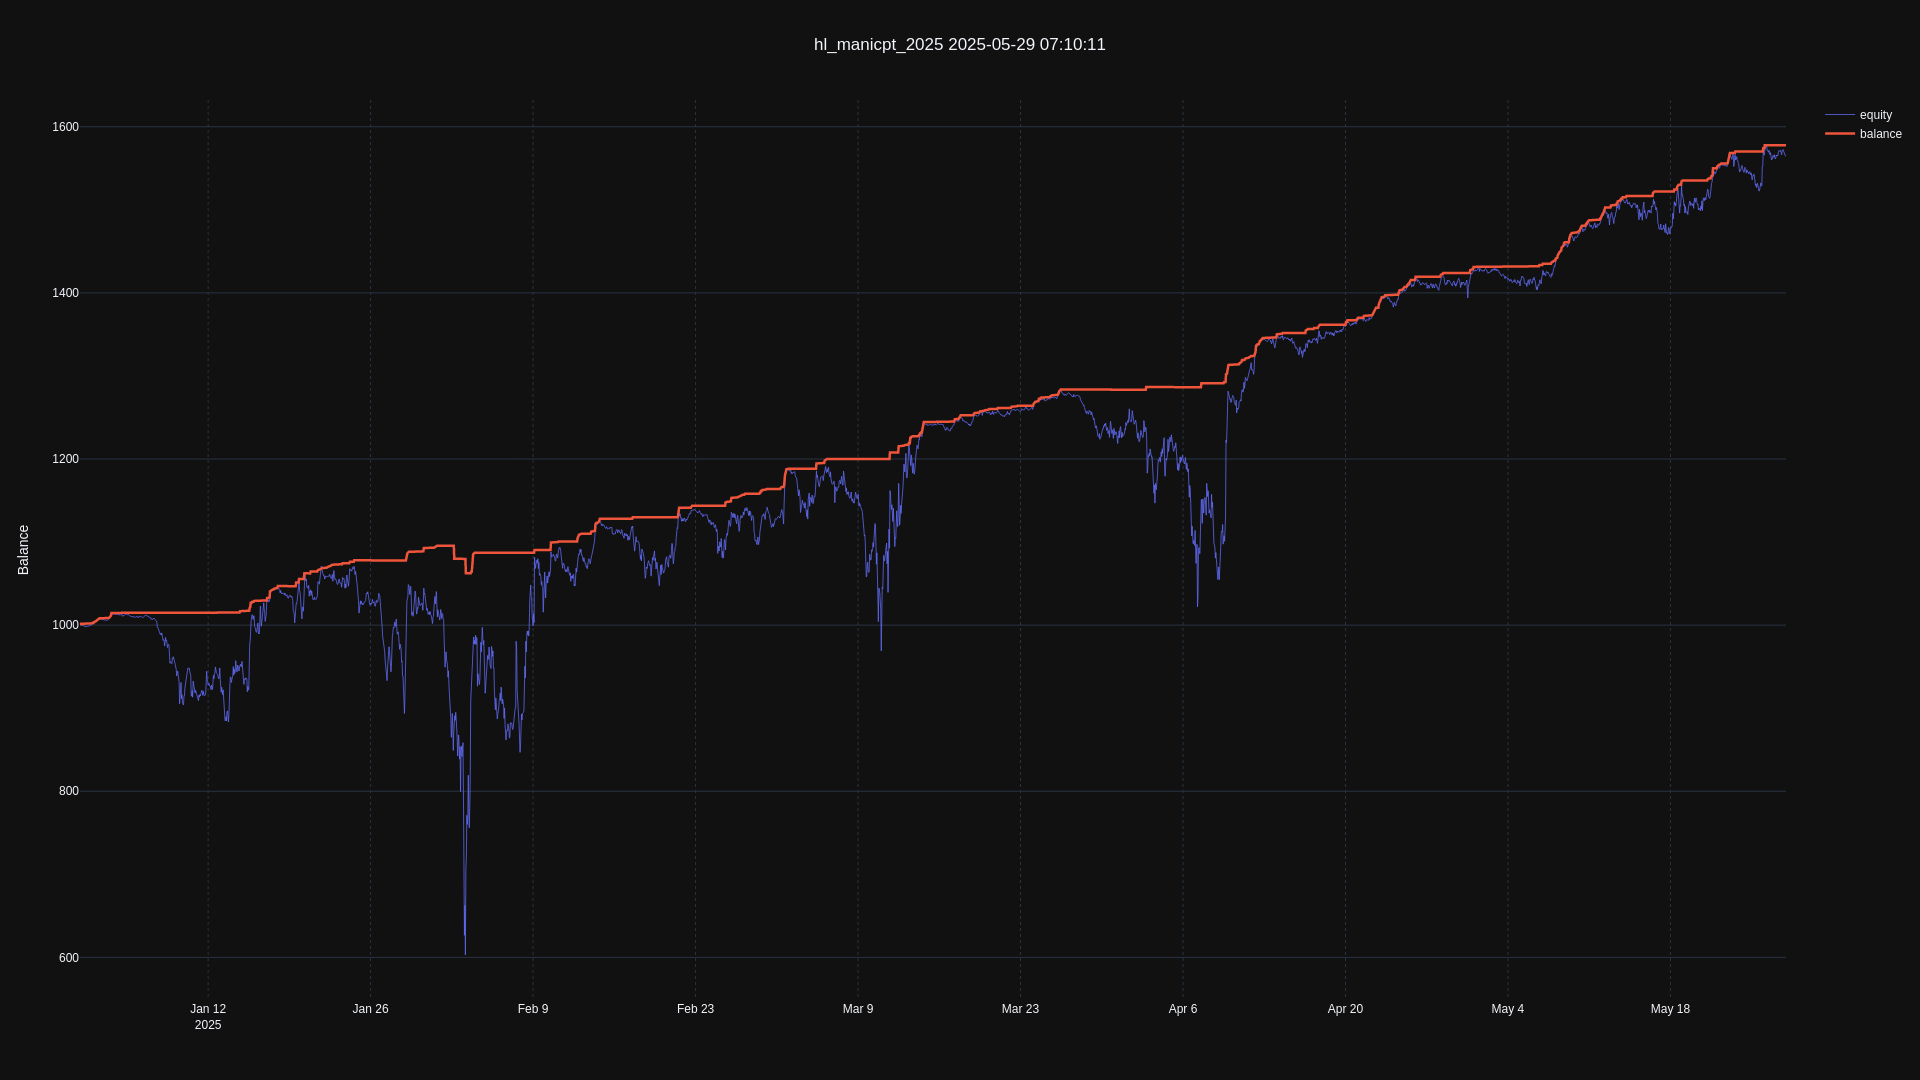 hl_manicpt_2025 2025-05-29 07:10:11
equity
balance
Balance
1600
1400
1200
1000
800
600
Jan 12
2025
Jan 26
Feb 9
Feb 23
Mar 9
Mar 23
Apr 6
Apr 20
May 4
May 18